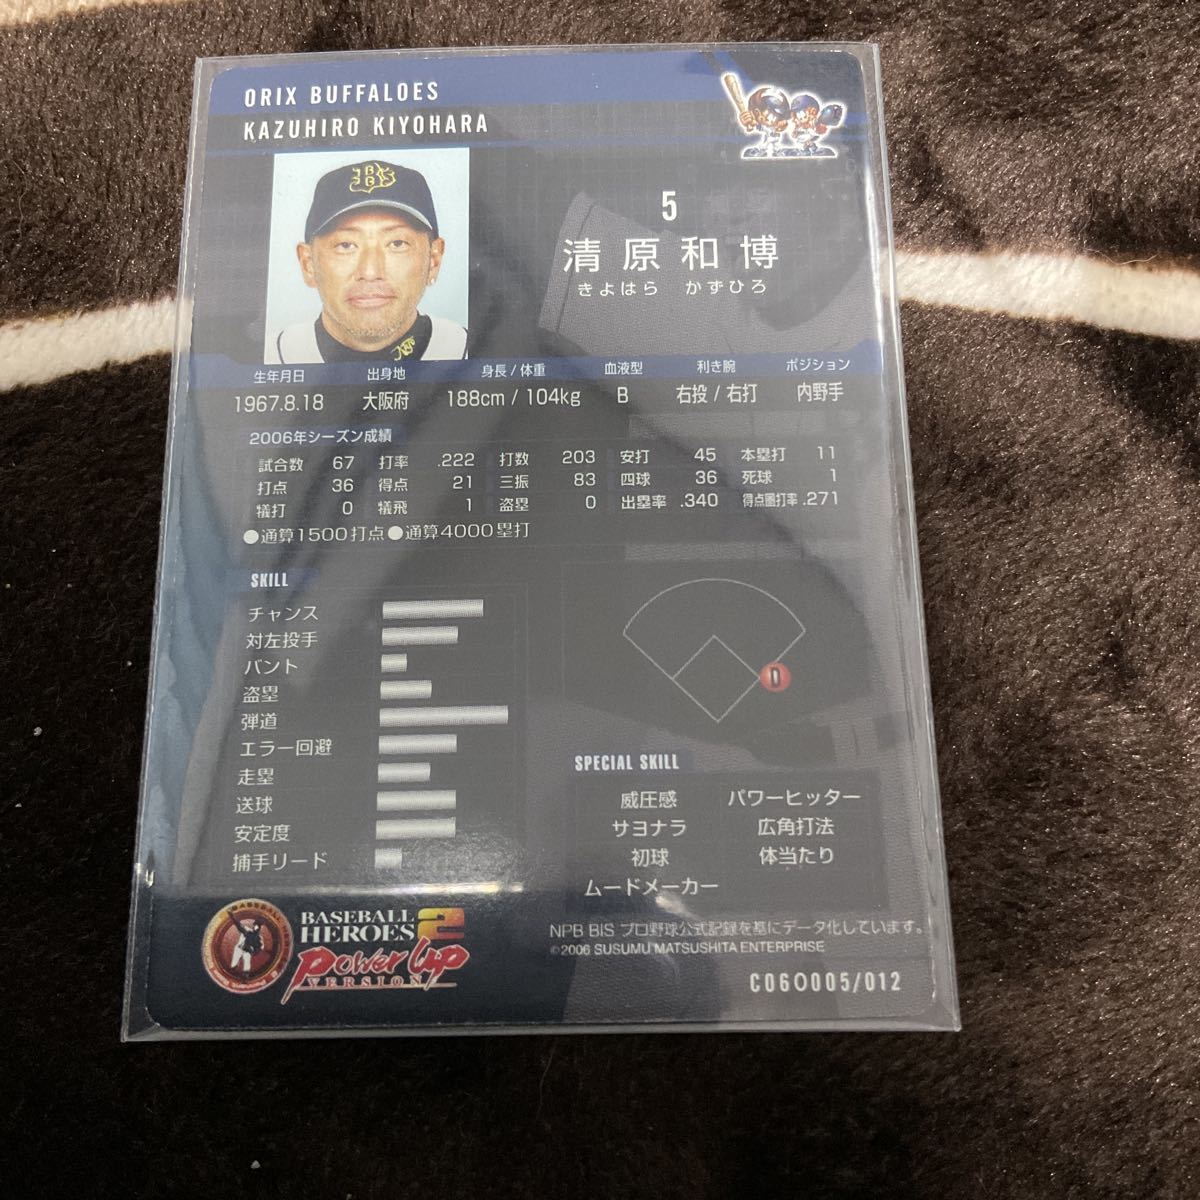 ORIX BUFFALOES
KAZUHIRO KIYOHARA
5
清原和博
きよはら かずひろ
生年月日 出身地 身長/体重 血液型 利き腕 ポジション
1967.8.18 大阪府 188cm / 104kg B 右投/右打 内野手
2006年シーズン成績
試合数 67 打率 .222 打数 203 安打 45 本塁打 11
打点 36 得点 21 三振 83 四球 36 死球 1
犠打 0 犠飛 1 盗塁 0 出塁率 .340 得点圏打率 .271
●通算1500打点●通算4000塁打
SKILL
チャンス
対左投手
バント
盗塁
弾道
エラー回避
走塁
送球
安定度
捕手リード
SPECIAL SKILL
威圧感 パワーヒッター
サヨナラ 広角打法
初球 体当たり
ムードメーカー
BASEBALL HEROES 2
Power Up
VERSION
NPB BIS プロ野球公式記録を基にデータ化しています。
©2006 SUSUMU MATSUSHITA ENTERPRISE
C06O005/012